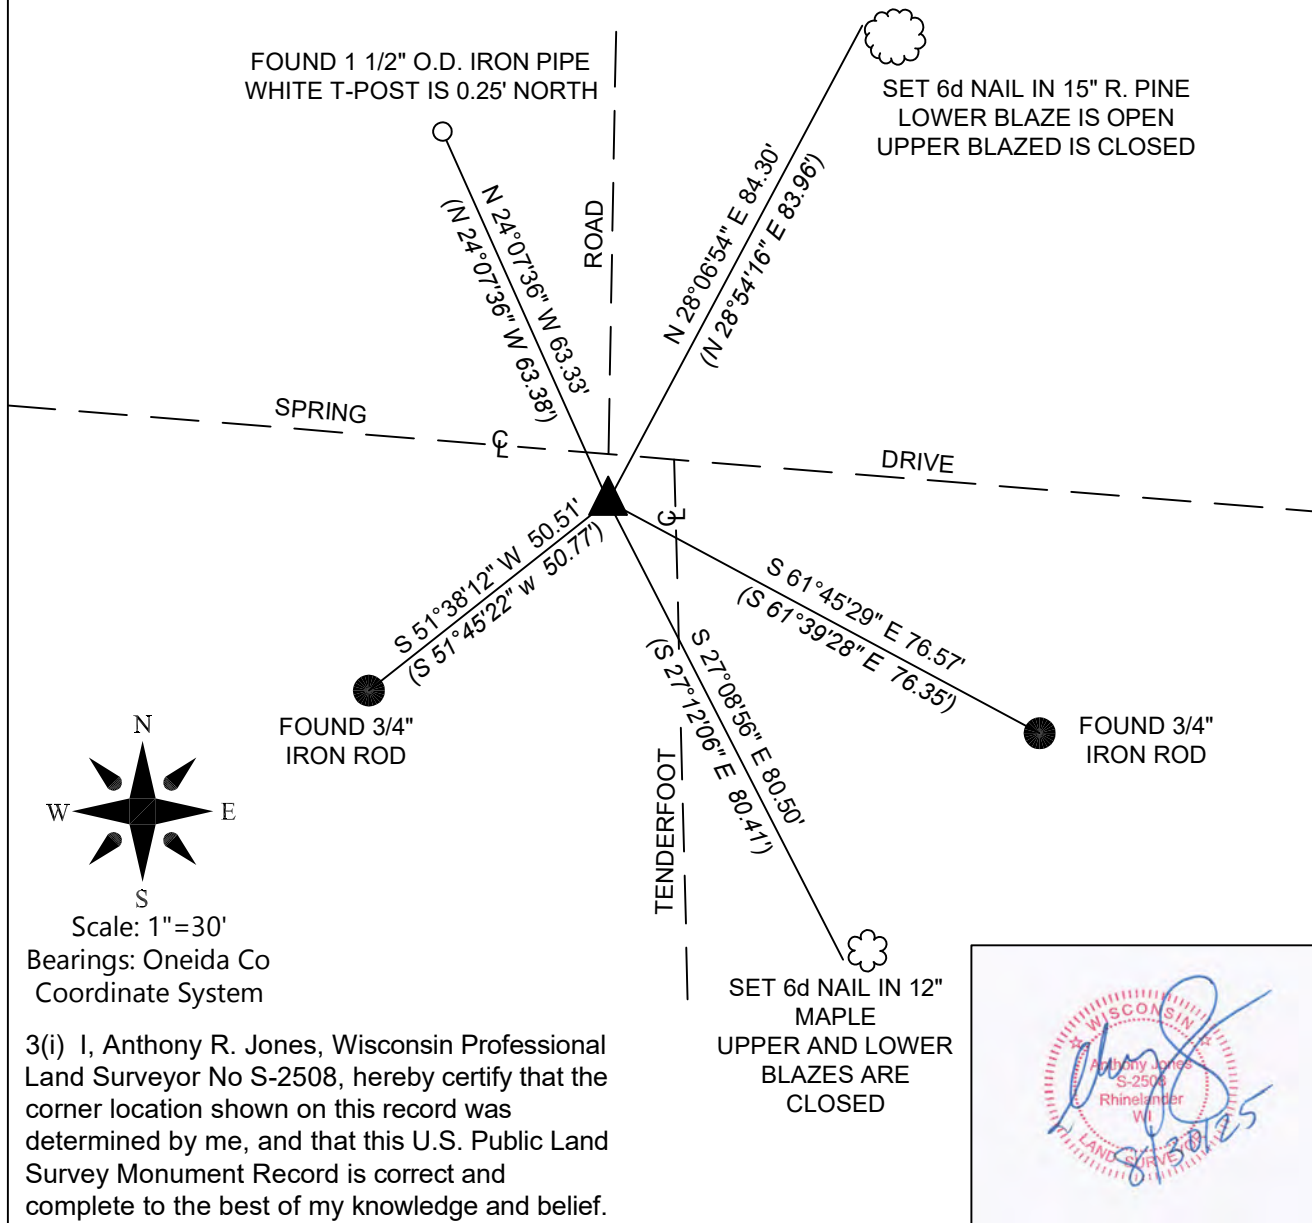 FOUND 1 1/2" O.D. IRON PIPE
WHITE T-POST IS 0.25' NORTH
SET 6d NAIL IN 15" R. PINE
LOWER BLAZE IS OPEN
UPPER BLAZED IS CLOSED
N 24°07'36" W 63.33'
(N 24°07'36" W 63.38')
ROAD
N 28°06'54" E 84.30'
(N 28°54'16" E 83.96')
SPRING
CL
DRIVE
CL
S 51°38'12" W 50.51'
(S 51°45'22" w 50.77')
S 61°45'29" E 76.57'
(S 61°39'28" E 76.35')
S 27°08'56" E 80.50'
(S 27°12'06" E 80.41')
TENDERFOOT
FOUND 3/4"
IRON ROD
FOUND 3/4"
IRON ROD
N
W
E
S
Scale: 1"=30'
Bearings: Oneida Co
Coordinate System
SET 6d NAIL IN 12"
MAPLE
UPPER AND LOWER
BLAZES ARE
CLOSED
3(i) I, Anthony R. Jones, Wisconsin Professional
Land Surveyor No S-2508, hereby certify that the
corner location shown on this record was
determined by me, and that this U.S. Public Land
Survey Monument Record is correct and
complete to the best of my knowledge and belief.
WISCONSIN
Anthony Jones
S-2508
Rhinelander
WI
LAND SURVEYOR
8/30/25